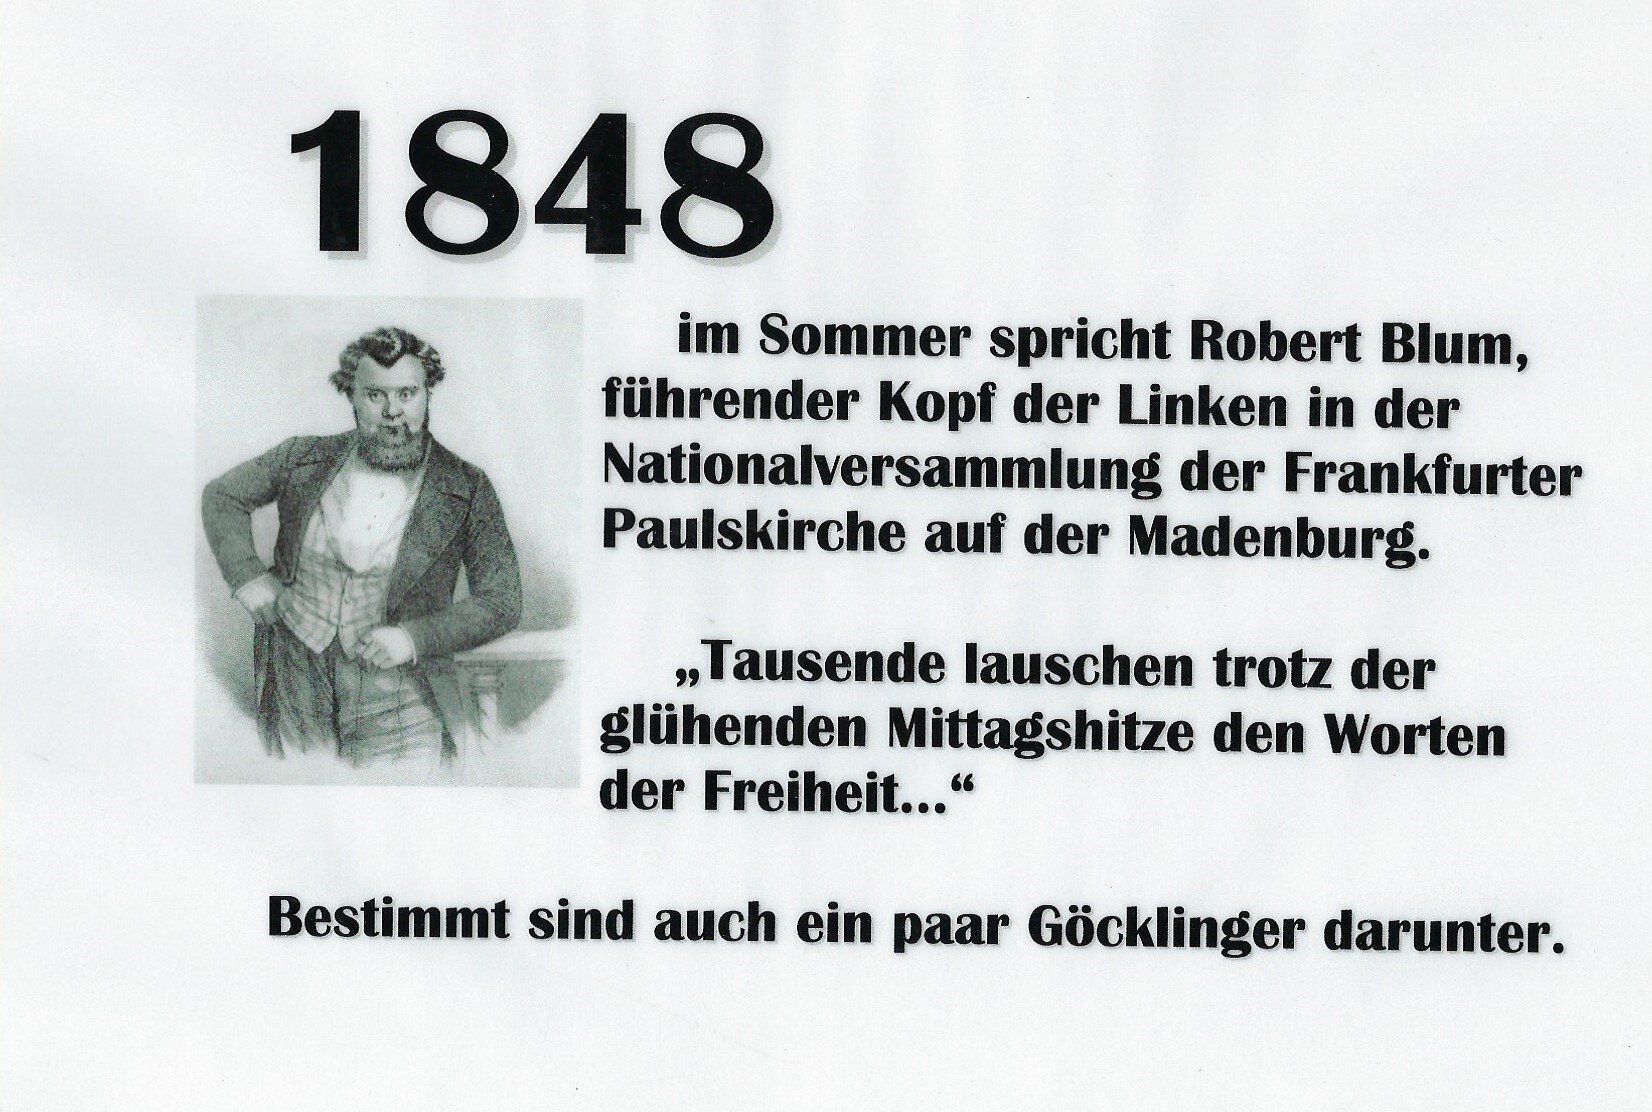 1848
im Sommer spricht Robert Blum,
führender Kopf der Linken in der
Nationalversammlung der Frankfurter
Paulskirche auf der Madenburg.
„Tausende lauschen trotz der
glühenden Mittagshitze den Worten
der Freiheit...“
Bestimmt sind auch ein paar Göcklinger darunter.